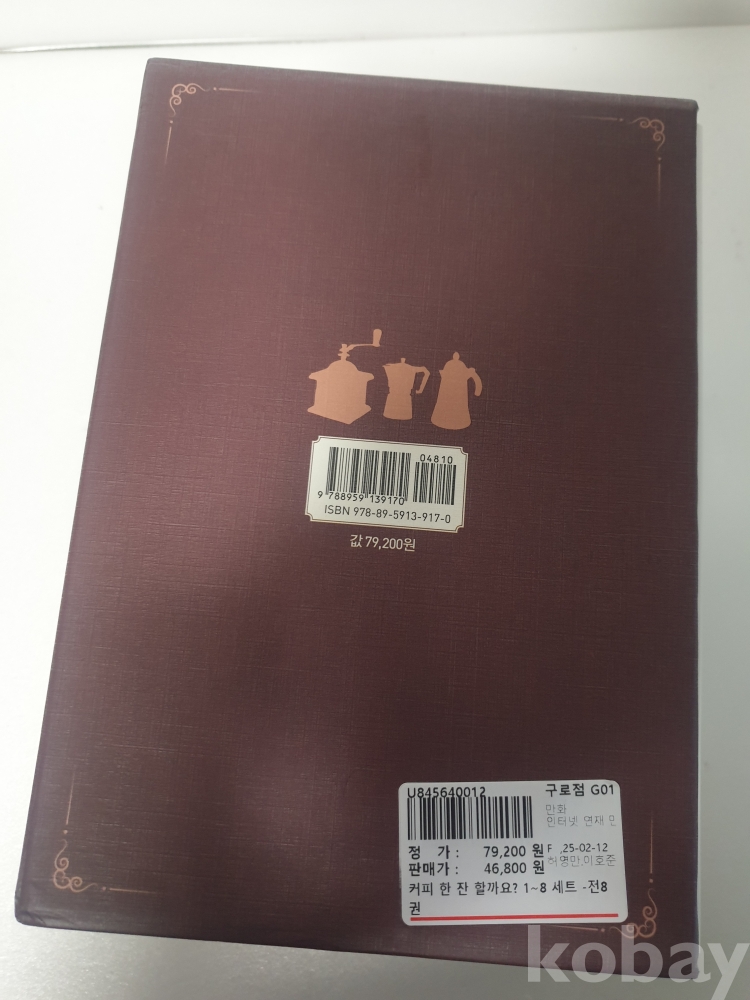 04810
9 788959 139170
ISBN 978-89-5913-917-0
값 79,200원
U845640012 구로점 G01
만화
인터넷 연재 만
정 가 : 79,200 원 F ,25-02-12
판매가 : 46,800 원 허영만,이호준
커피 한 잔 할까요? 1~8 세트 -전8
권
kobay